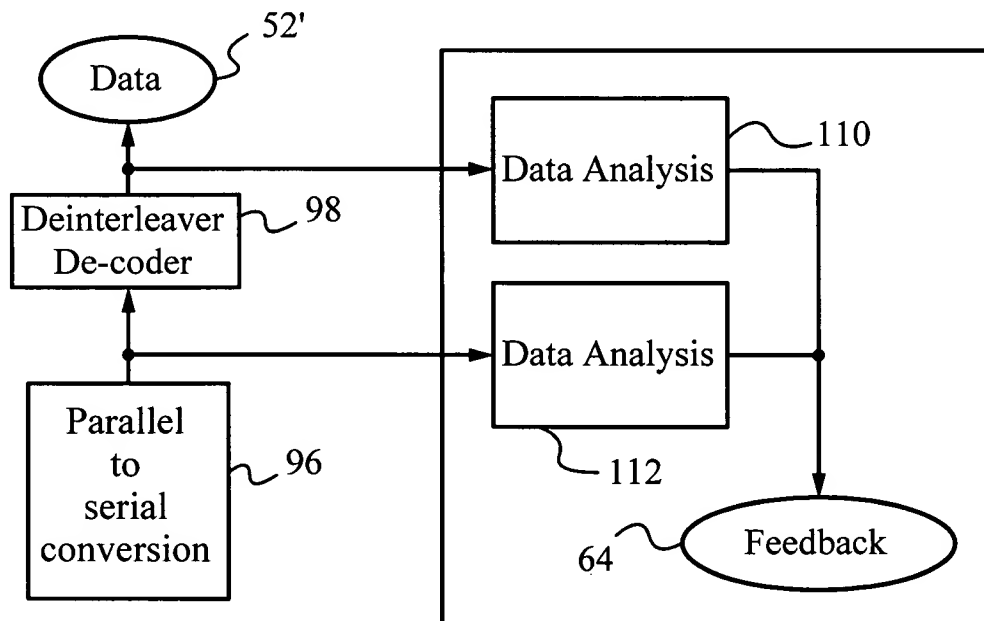 52'
Data
110
Data Analysis
98
Deinterleaver
De-coder
Data Analysis
Parallel
to
serial
conversion
96
112
64
Feedback